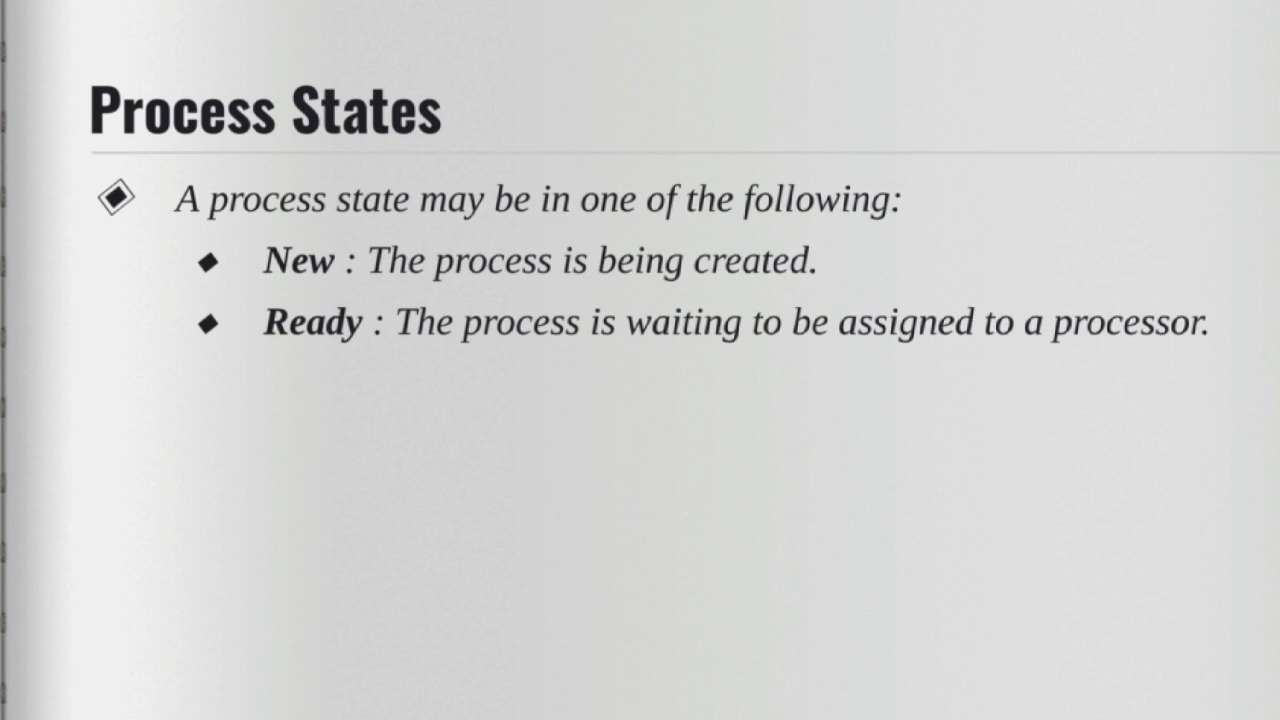 Process States
A process state may be in one of the following:
New : The process is being created.
Ready : The process is waiting to be assigned to a processor.